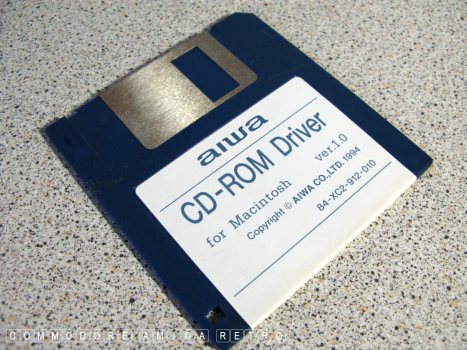 aiwa
CD-ROM Driver
for Macintosh ver.1.0
Copyright © AIWA CO.,LTD. 1994
84-XC2-912-010
COMMODORE AMIGA RETRO